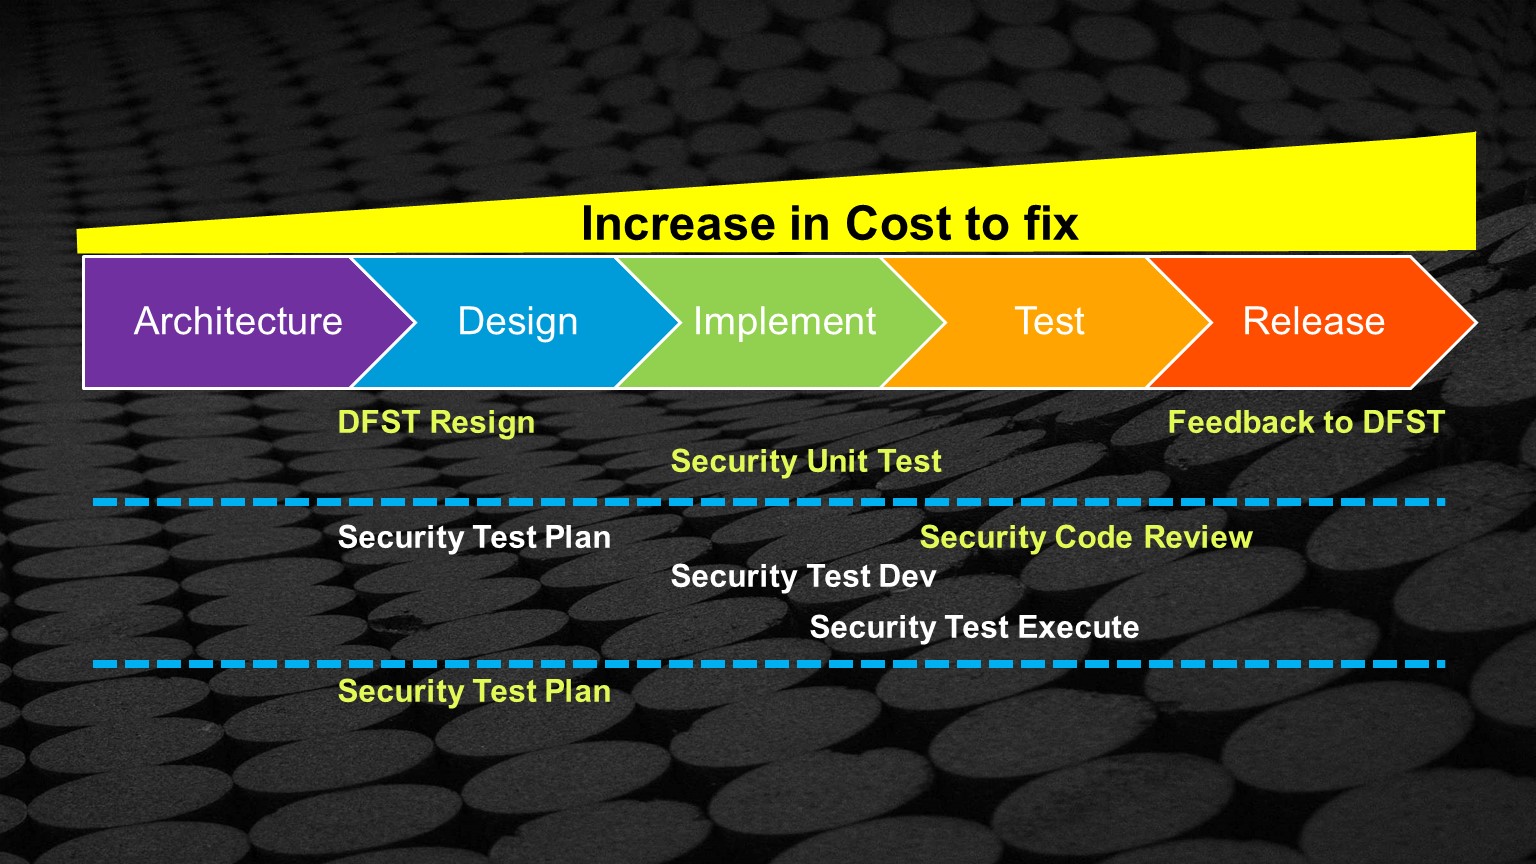 Increase in Cost to fix
Architecture
Design
Implement
Test
Release
DFST Resign
Feedback to DFST
Security Unit Test
Security Test Plan
Security Code Review
Security Test Dev
Security Test Execute
Security Test Plan